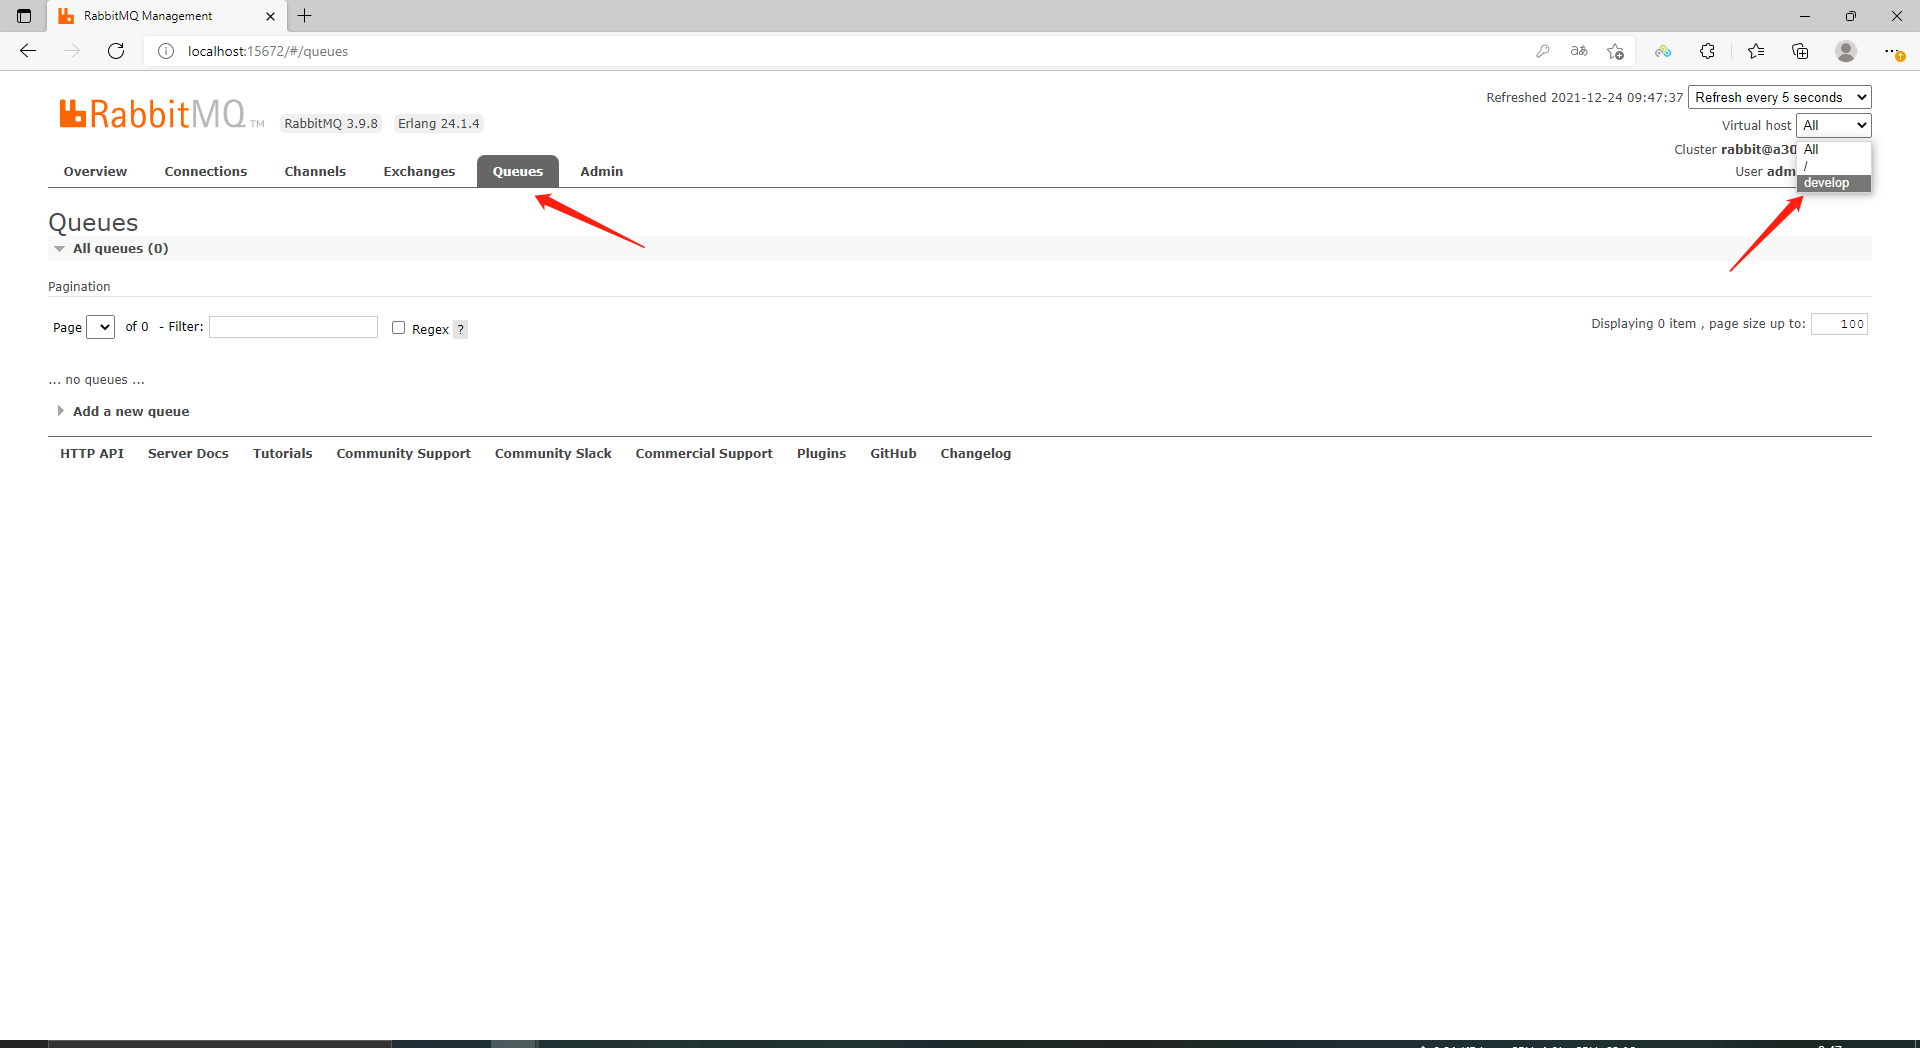 RabbitMQ Management
localhost:15672/#/queues
RabbitMQ TM RabbitMQ 3.9.8 Erlang 24.1.4
Refreshed 2021-12-24 09:47:37 Refresh every 5 seconds
Virtual host All
All
/
develop
Cluster rabbit@a30
User adm
Overview Connections Channels Exchanges Queues Admin
Queues
All queues (0)
Pagination
Page of 0 - Filter: Regex ? Displaying 0 item , page size up to: 100
... no queues ...
Add a new queue
HTTP API Server Docs Tutorials Community Support Community Slack Commercial Support Plugins GitHub Changelog